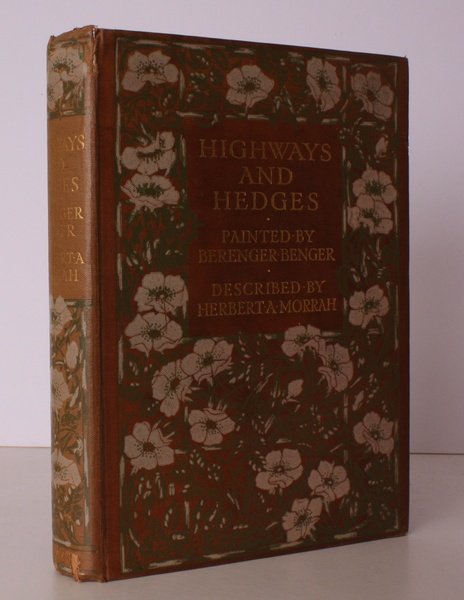 HIGHWAYS
AND
HEDGES
PAINTED·BY
BERENGER·BENGER
DESCRIBED·BY
HERBERT·A·MORRAH